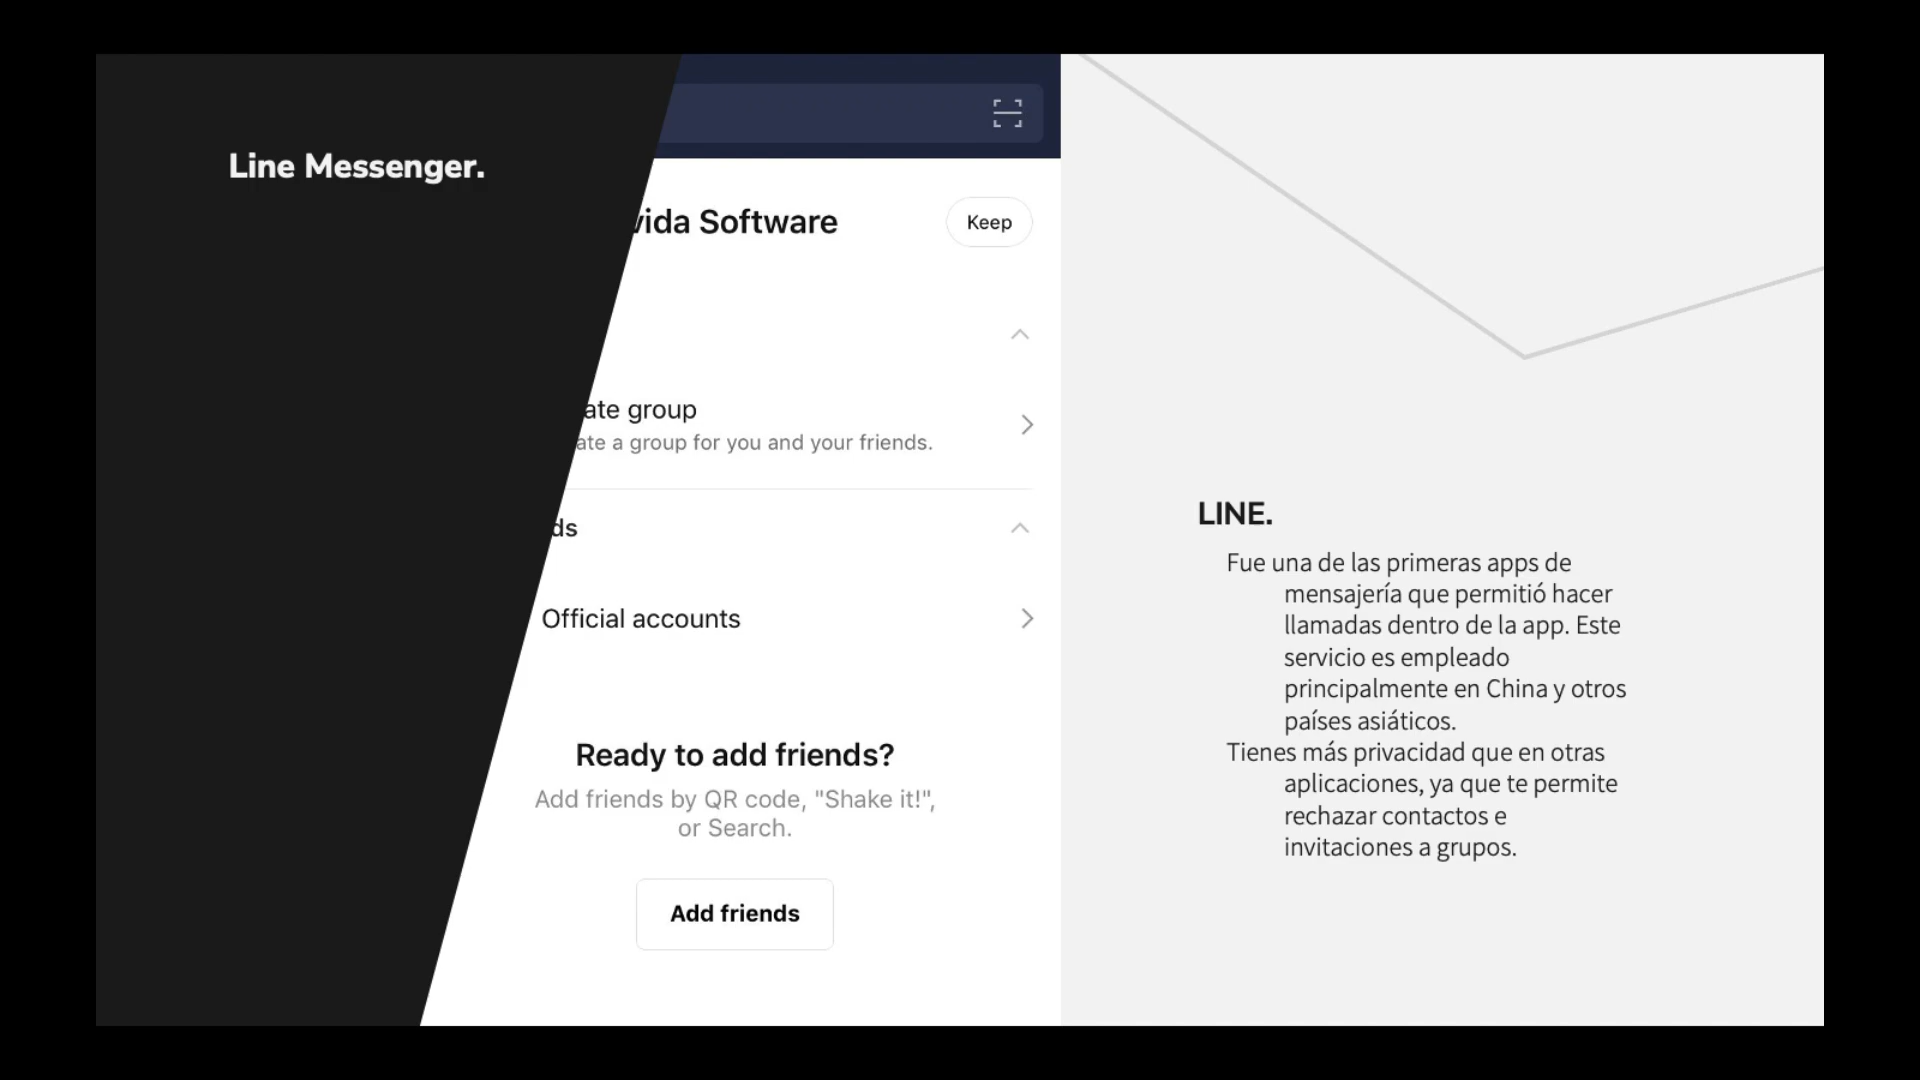 Line Messenger.
vida Software
Keep
ate group
ate a group for you and your friends.
ds
Official accounts
Ready to add friends?
Add friends by QR code, "Shake it!",
or Search.
Add friends
LINE.
Fue una de las primeras apps de
mensajería que permitió hacer
llamadas dentro de la app. Este
servicio es empleado
principalmente en China y otros
países asiáticos.
Tienes más privacidad que en otras
aplicaciones, ya que te permite
rechazar contactos e
invitaciones a grupos.